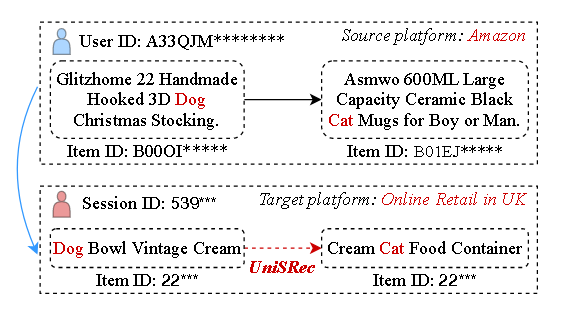 User ID: A33QJM********
Source platform: Amazon
Glitzhome 22 Handmade
Hooked 3D Dog
Christmas Stocking.
Asmwo 600ML Large
Capacity Ceramic Black
Cat Mugs for Boy or Man.
Item ID: B00OI*****
Item ID: B01EJ*****
Session ID: 539***
Target platform: Online Retail in UK
Dog Bowl Vintage Cream
UniSRec
Cream Cat Food Container
Item ID: 22***
Item ID: 22***